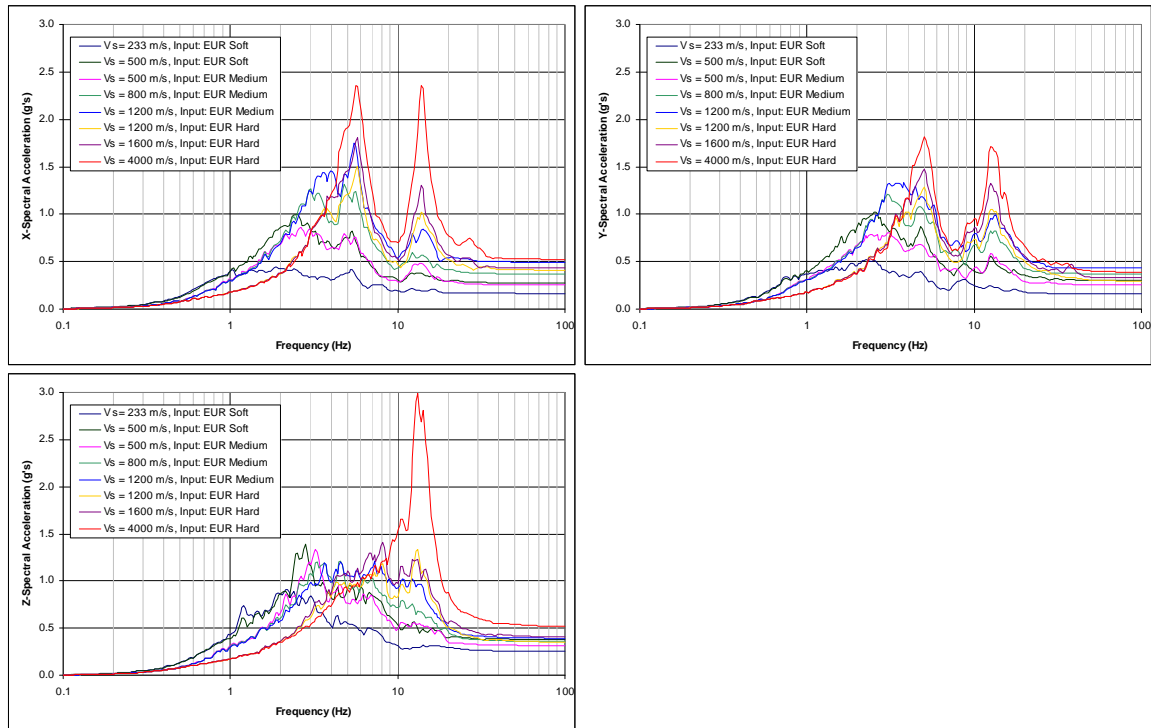 3.0
2.5
2.0
1.5
1.0
0.5
0.0
X-Spectral Acceleration (g's)
Vs = 233 m/s, Input: EUR Soft
Vs = 500 m/s, Input: EUR Soft
Vs = 500 m/s, Input: EUR Medium
Vs = 800 m/s, Input: EUR Medium
Vs = 1200 m/s, Input: EUR Medium
Vs = 1200 m/s, Input: EUR Hard
Vs = 1600 m/s, Input: EUR Hard
Vs = 4000 m/s, Input: EUR Hard
0.1 1 10 100
Frequency (Hz)
3.0
2.5
2.0
1.5
1.0
0.5
0.0
Y-Spectral Acceleration (g's)
Vs = 233 m/s, Input: EUR Soft
Vs = 500 m/s, Input: EUR Soft
Vs = 500 m/s, Input: EUR Medium
Vs = 800 m/s, Input: EUR Medium
Vs = 1200 m/s, Input: EUR Medium
Vs = 1200 m/s, Input: EUR Hard
Vs = 1600 m/s, Input: EUR Hard
Vs = 4000 m/s, Input: EUR Hard
0.1 1 10 100
Frequency (Hz)
3.0
2.5
2.0
1.5
1.0
0.5
0.0
Z-Spectral Acceleration (g's)
Vs = 233 m/s, Input: EUR Soft
Vs = 500 m/s, Input: EUR Soft
Vs = 500 m/s, Input: EUR Medium
Vs = 800 m/s, Input: EUR Medium
Vs = 1200 m/s, Input: EUR Medium
Vs = 1200 m/s, Input: EUR Hard
Vs = 1600 m/s, Input: EUR Hard
Vs = 4000 m/s, Input: EUR Hard
0.1 1 10 100
Frequency (Hz)